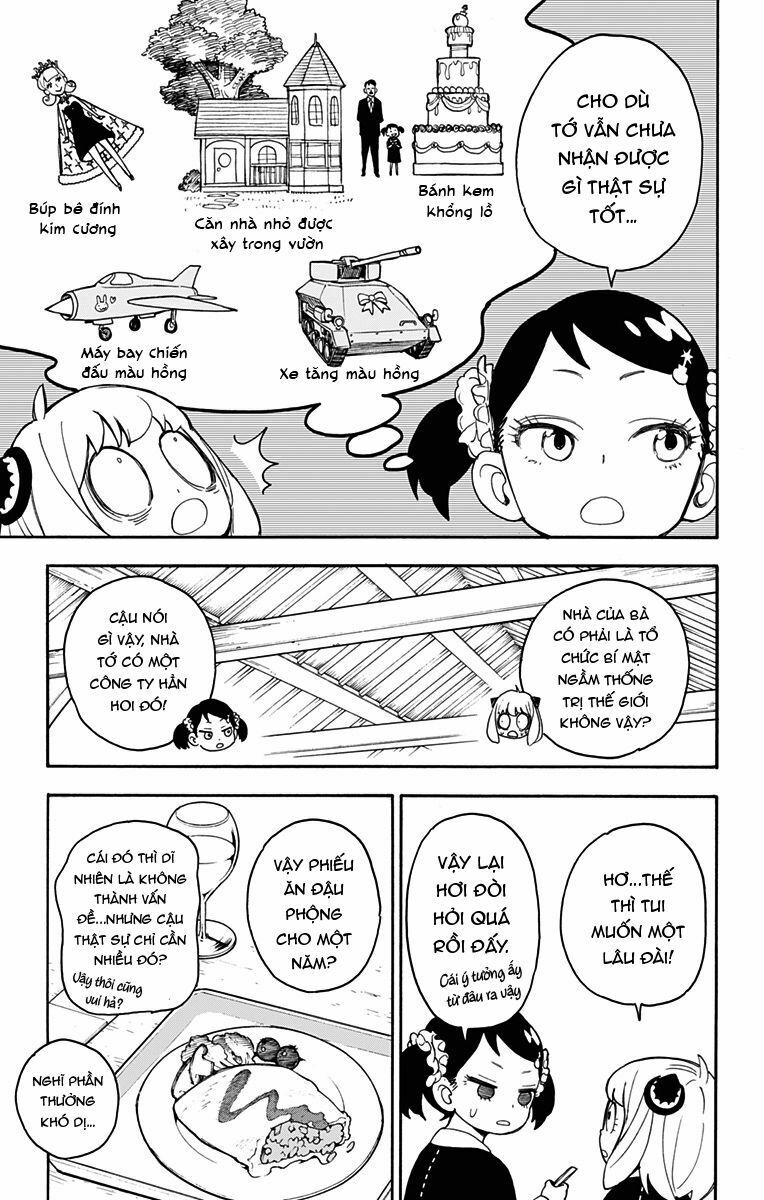 CHO DÙ
TỚ VẪN CHƯA
NHẬN ĐƯỢC
GÌ THẬT SỰ
TỐT...
Bánh kem
khổng lồ
Căn nhà nhỏ được
xây trong vườn
Búp bê đính
kim cương
Xe tăng màu hồng
Máy bay chiến
đấu màu hồng
NHÀ CỦA BÀ
CÓ PHẢI LÀ TỔ
CHỨC BÍ MẬT
NGẦM THỐNG
TRỊ THẾ GIỚI
KHÔNG VẬY?
CẬU NÓI
GÌ VẬY, NHÀ
TỚ CÓ MỘT
CÔNG TY HẲN
HOI ĐÓ!
HƠ...THẾ
THÌ TUI
MUỐN MỘT
LÂU ĐÀI!
VẬY LẠI
HƠI ĐÒI
HỎI QUÁ
RỒI ĐẤY.
Cái ý tưởng ấy
từ đâu ra vậy
VẬY PHIẾU
ĂN ĐẬU
PHỘNG
CHO MỘT
NĂM?
CÁI ĐÓ THÌ DĨ
NHIÊN LÀ KHÔNG
THÀNH VẤN
ĐỀ...NHƯNG CẬU
THẬT SỰ CHỈ CẦN
NHIÊU ĐÓ?
Vậy thôi cũng
vui hả?
NGHĨ PHẦN
THƯỞNG
KHÓ DỊ...